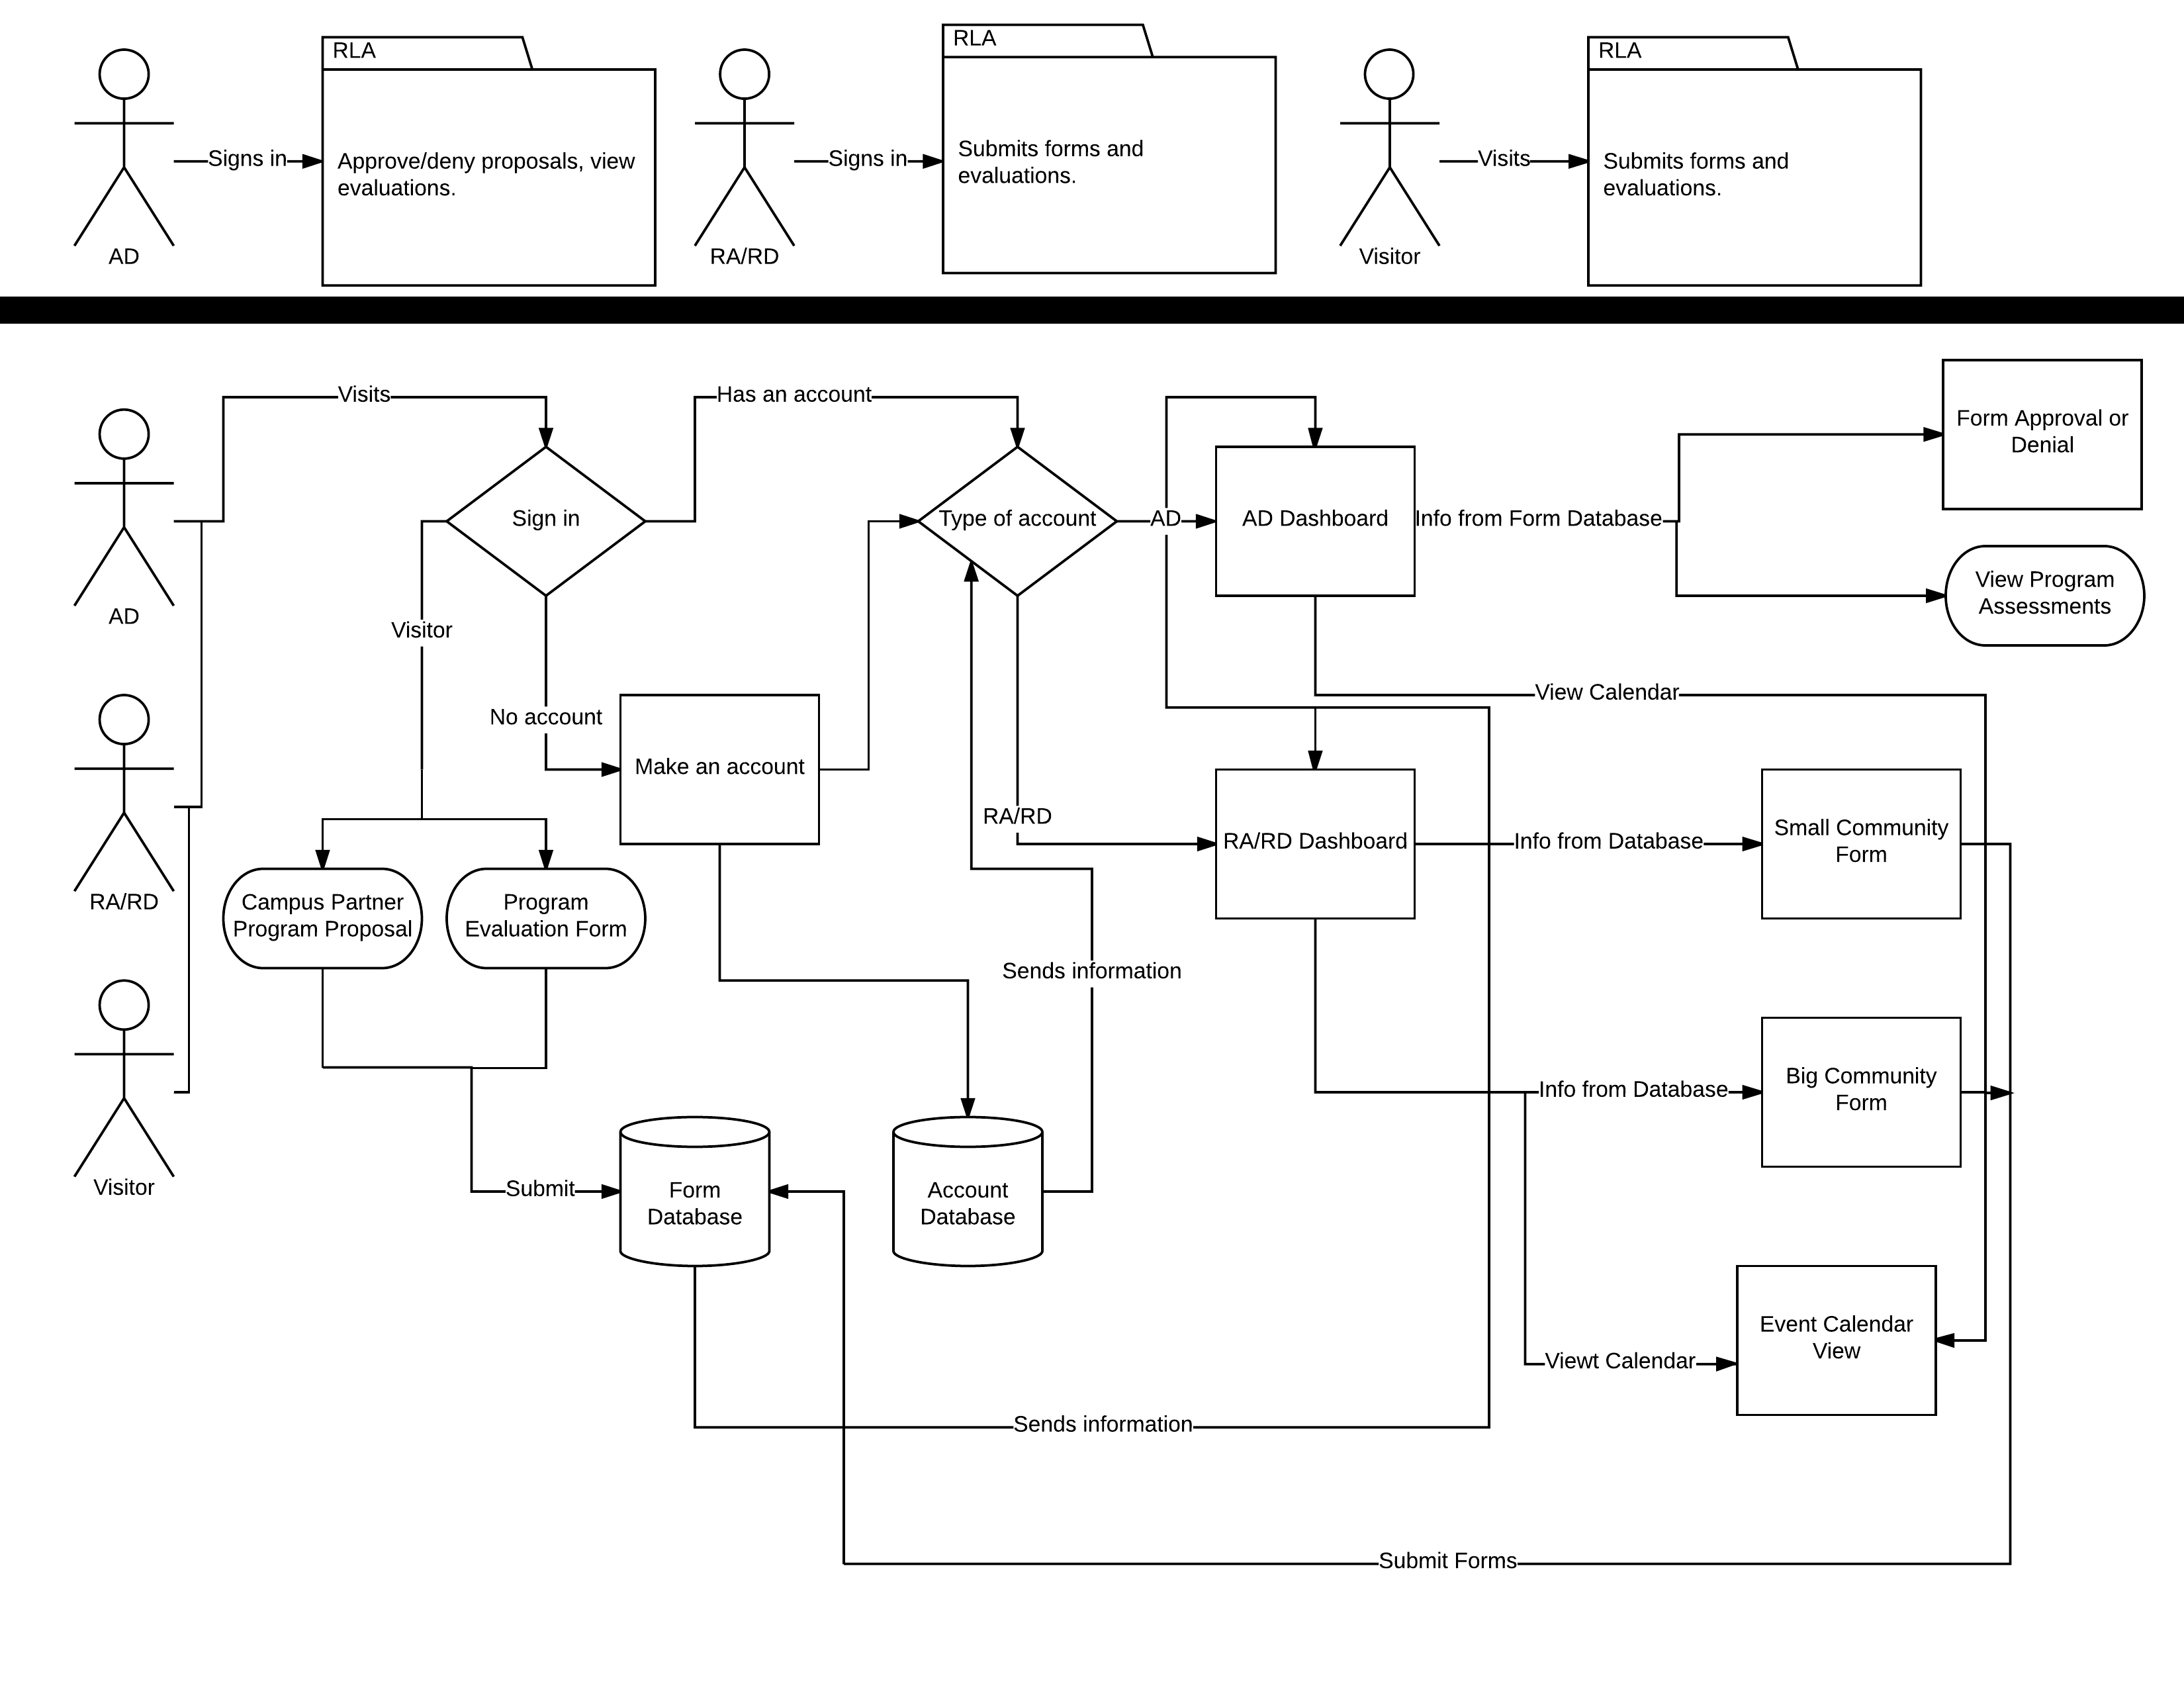 RLA
RLA
RLA
Signs in
Approve/deny proposals, view
evaluations.
Signs in
Submits forms and
evaluations.
Visits
Submits forms and
evaluations.
AD
RA/RD
Visitor
Visits
Has an account
Form Approval or
Denial
Sign in
Type of account
AD
AD Dashboard
Info from Form Database
View Program
Assessments
AD
Visitor
View Calendar
No account
Make an account
RA/RD
RA/RD Dashboard
Info from Database
Small Community
Form
RA/RD
Campus Partner
Program Proposal
Program
Evaluation Form
Sends information
Info from Database
Big Community
Form
Visitor
Submit
Form
Database
Account
Database
Event Calendar
View
Viewt Calendar
Sends information
Submit Forms